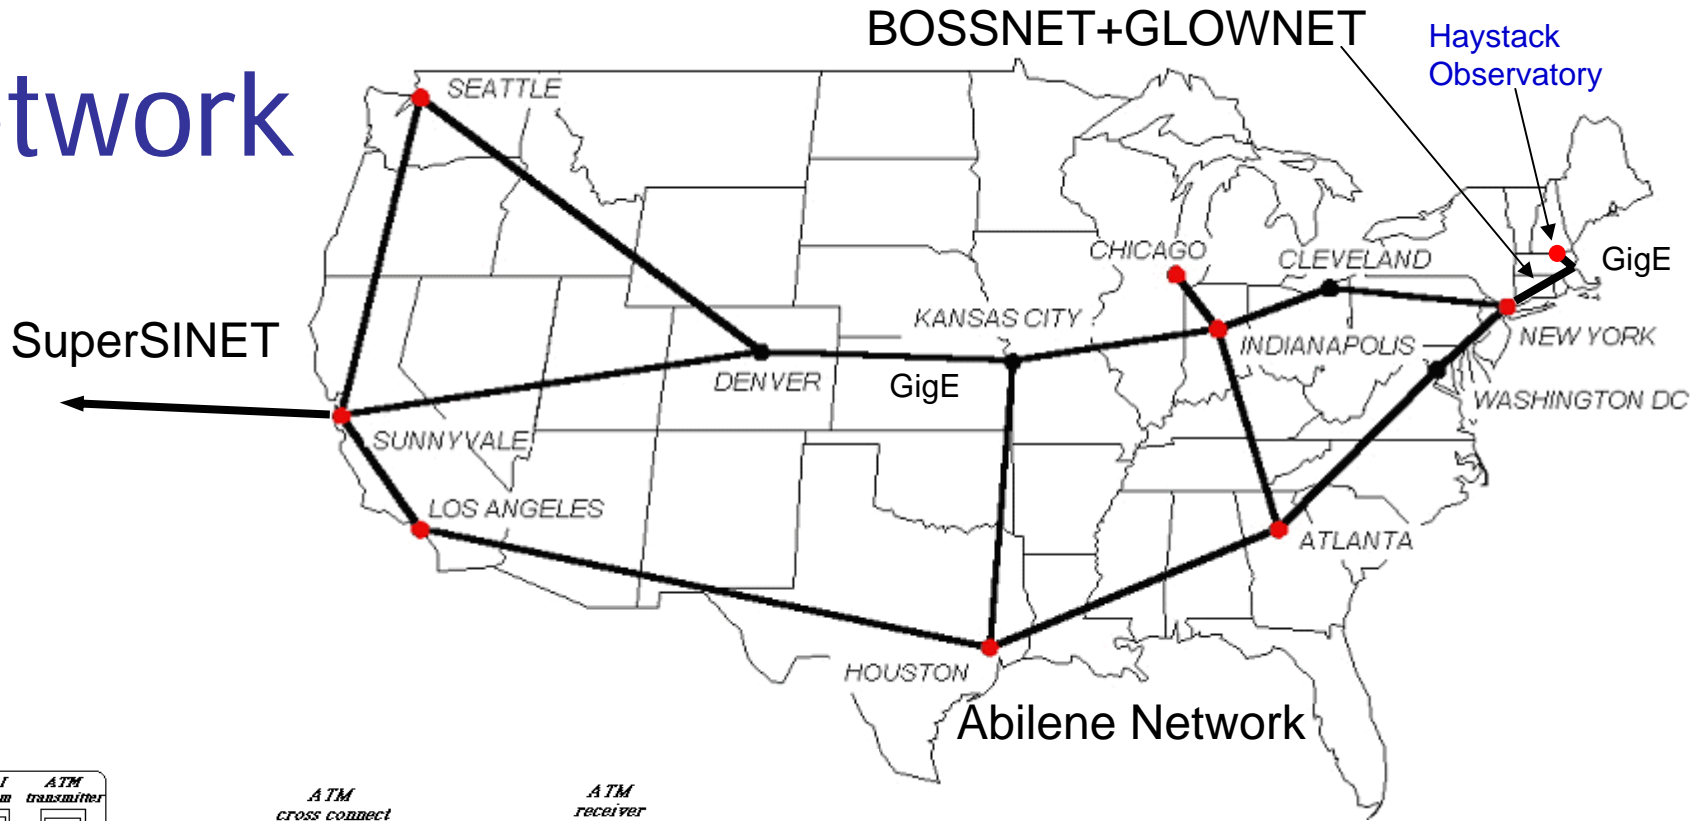 BOSSNET+GLOWNET
Haystack
Observatory
twork
SEATTLE
CHICAGO
CLEVELAND
GigE
KANSAS CITY
SuperSINET
INDIANAPOLIS
NEW YORK
DENVER
GigE
WASHINGTON DC
SUNNYVALE
LOS ANGELES
ATLANTA
HOUSTON
Abilene Network
ATM
transmitter
ATM
cross connect
ATM
receiver